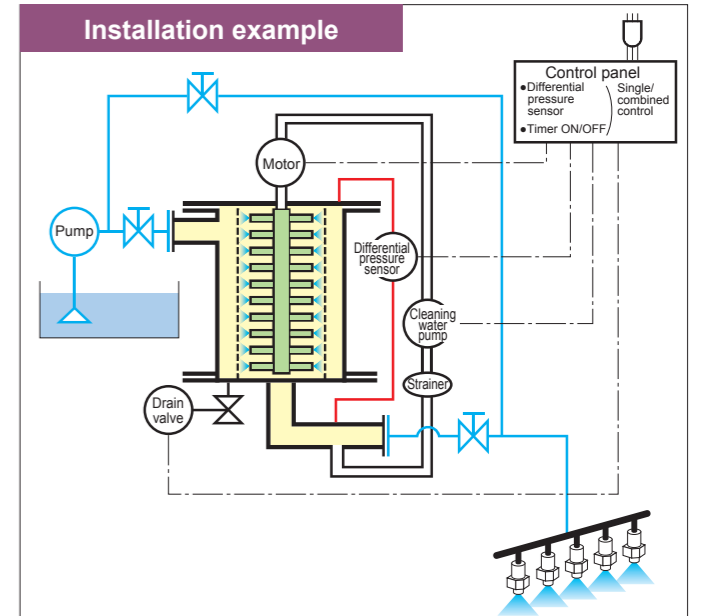 Installation example
Control panel
●Differential
pressure
sensor
●Timer ON/OFF
Single/
combined
control
Motor
Pump
Differential
pressure
sensor
Cleaning
water
pump
Strainer
Drain
valve